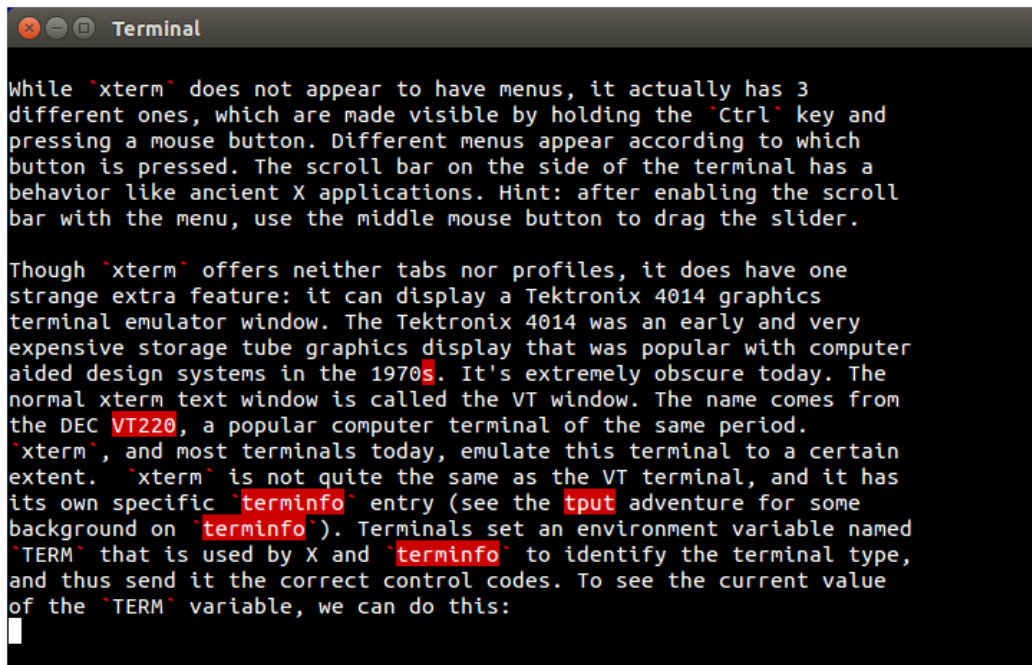 Terminal
While `xterm` does not appear to have menus, it actually has 3
different ones, which are made visible by holding the `Ctrl` key and
pressing a mouse button. Different menus appear according to which
button is pressed. The scroll bar on the side of the terminal has a
behavior like ancient X applications. Hint: after enabling the scroll
bar with the menu, use the middle mouse button to drag the slider.
Though `xterm` offers neither tabs nor profiles, it does have one
strange extra feature: it can display a Tektronix 4014 graphics
terminal emulator window. The Tektronix 4014 was an early and very
expensive storage tube graphics display that was popular with computer
aided design systems in the 1970s. It's extremely obscure today. The
normal xterm text window is called the VT window. The name comes from
the DEC VT220, a popular computer terminal of the same period.
`xterm`, and most terminals today, emulate this terminal to a certain
extent.  `xterm` is not quite the same as the VT terminal, and it has
its own specific `terminfo` entry (see the tput adventure for some
background on `terminfo`). Terminals set an environment variable named
`TERM` that is used by X and `terminfo` to identify the terminal type,
and thus send it the correct control codes. To see the current value
of the `TERM` variable, we can do this: